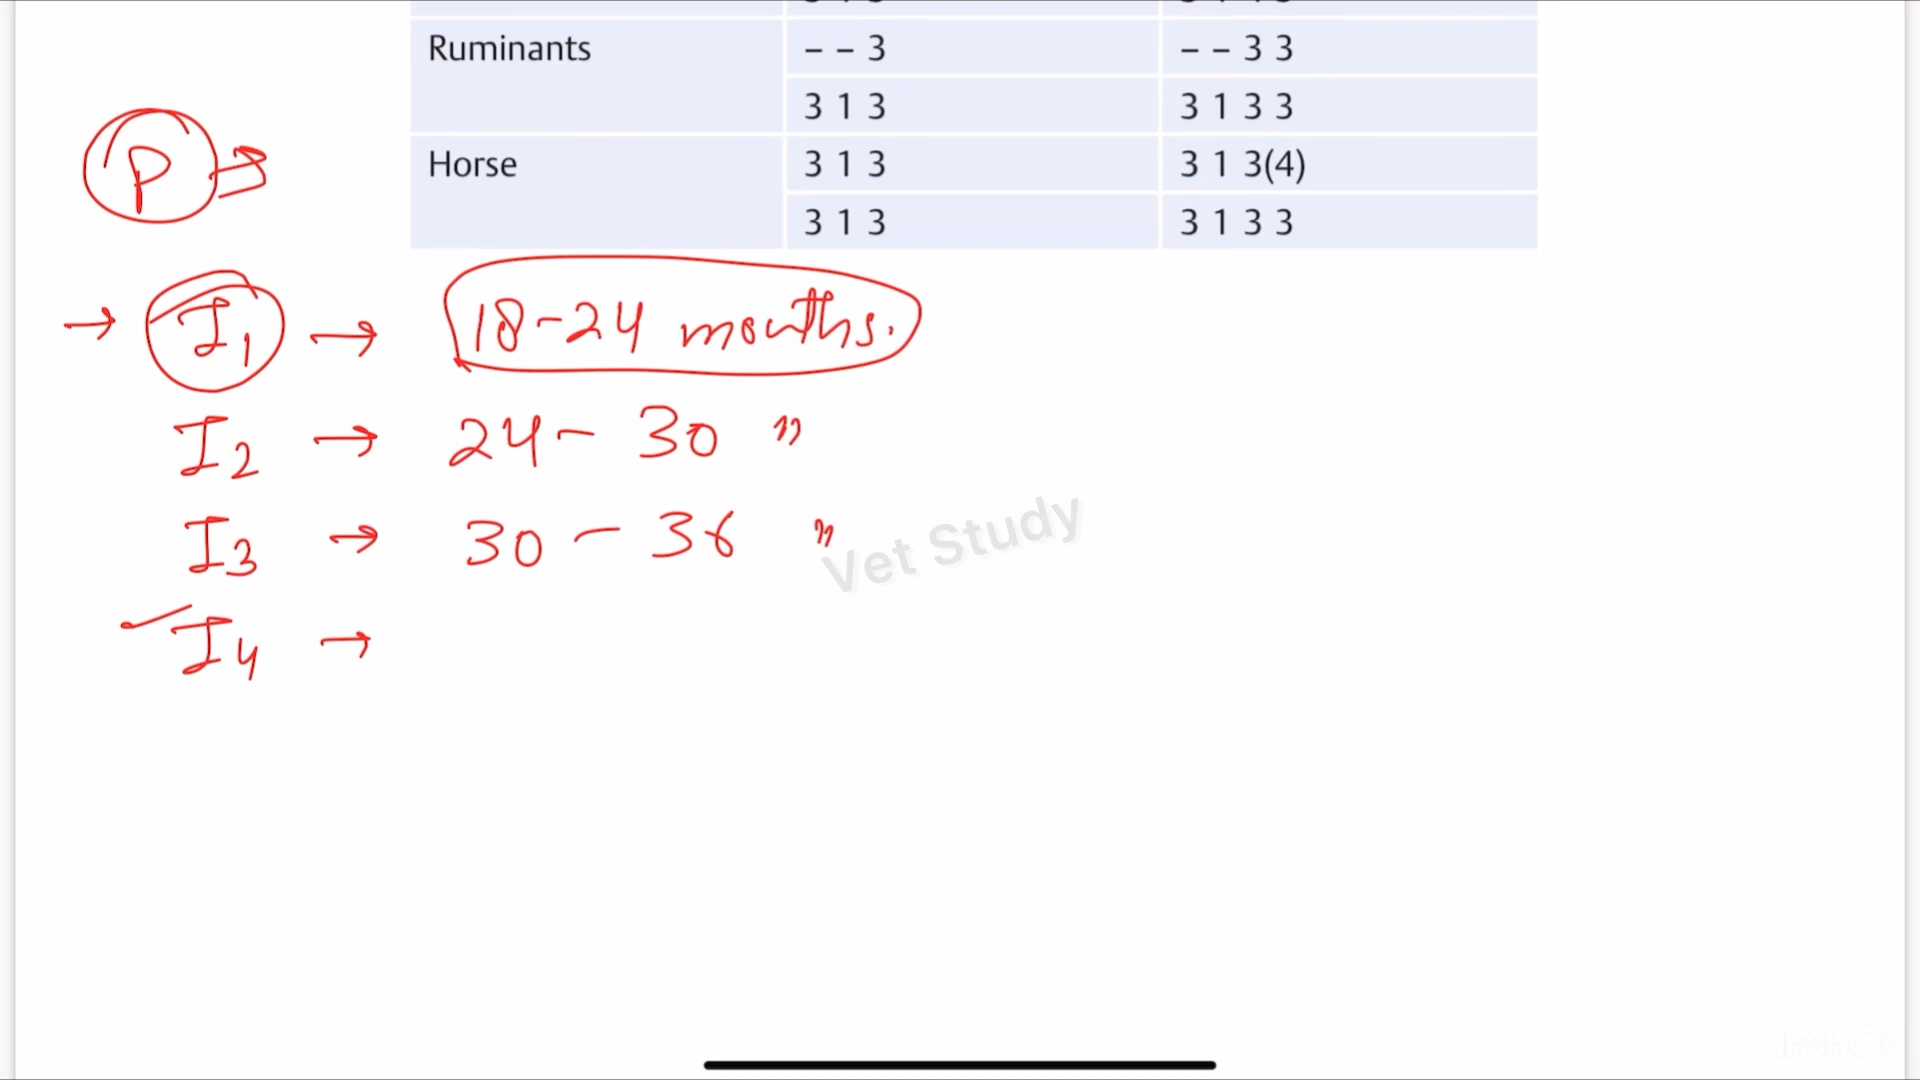 Ruminants – – 3 – – 3 3
3 1 3 3 1 3 3
Horse 3 1 3 3 1 3(4)
3 1 3 3 1 3 3
P →
→ I1 → 18-24 months.
I2 → 24 – 30 "
I3 → 30 – 36 "
I4 →
Vet Study